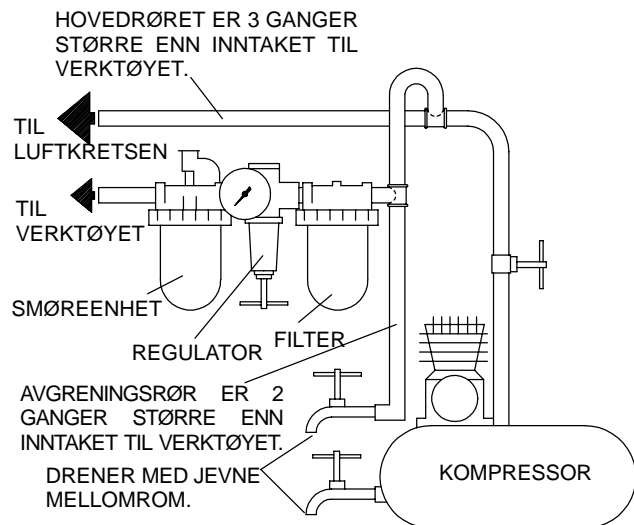 HOVEDRØRET ER 3 GANGER
STØRRE ENN INNTAKET TIL
VERKTØYET.
TIL
LUFTKRETSEN
TIL
VERKTØYET
SMØREENHET
REGULATOR
FILTER
AVGRENINGSRØR ER 2
GANGER STØRRE ENN
INNTAKET TIL VERKTØYET.
DRENER MED JEVNE
MELLOMROM.
KOMPRESSOR